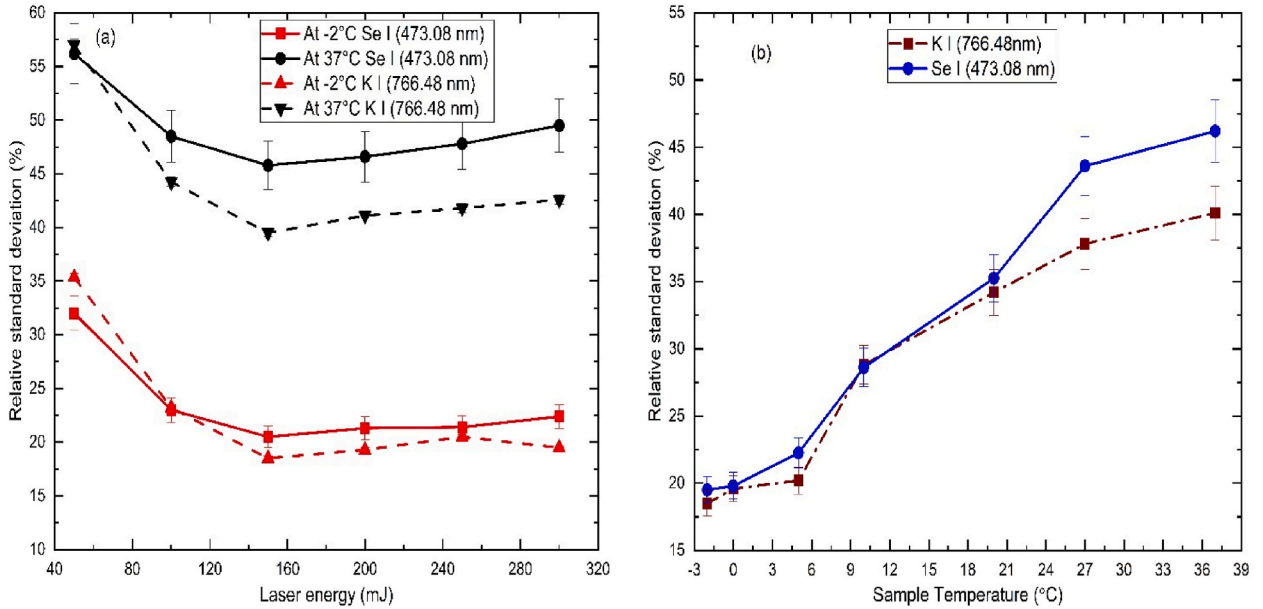 (a)
At -2°C Se I (473.08 nm)
At 37°C Se I (473.08 nm)
At -2°C K I (766.48 nm)
At 37°C K I (766.48 nm)
Relative standard deviation (%)
60
55
50
45
40
35
30
25
20
15
10
40 80 120 160 200 240 280 320
Laser energy (mJ)
(b)
K I (766.48nm)
Se I (473.08 nm)
Relative standard deviation (%)
55
50
45
40
35
30
25
20
15
-3 0 3 6 9 12 15 18 21 24 27 30 33 36 39
Sample Temperature (°C)